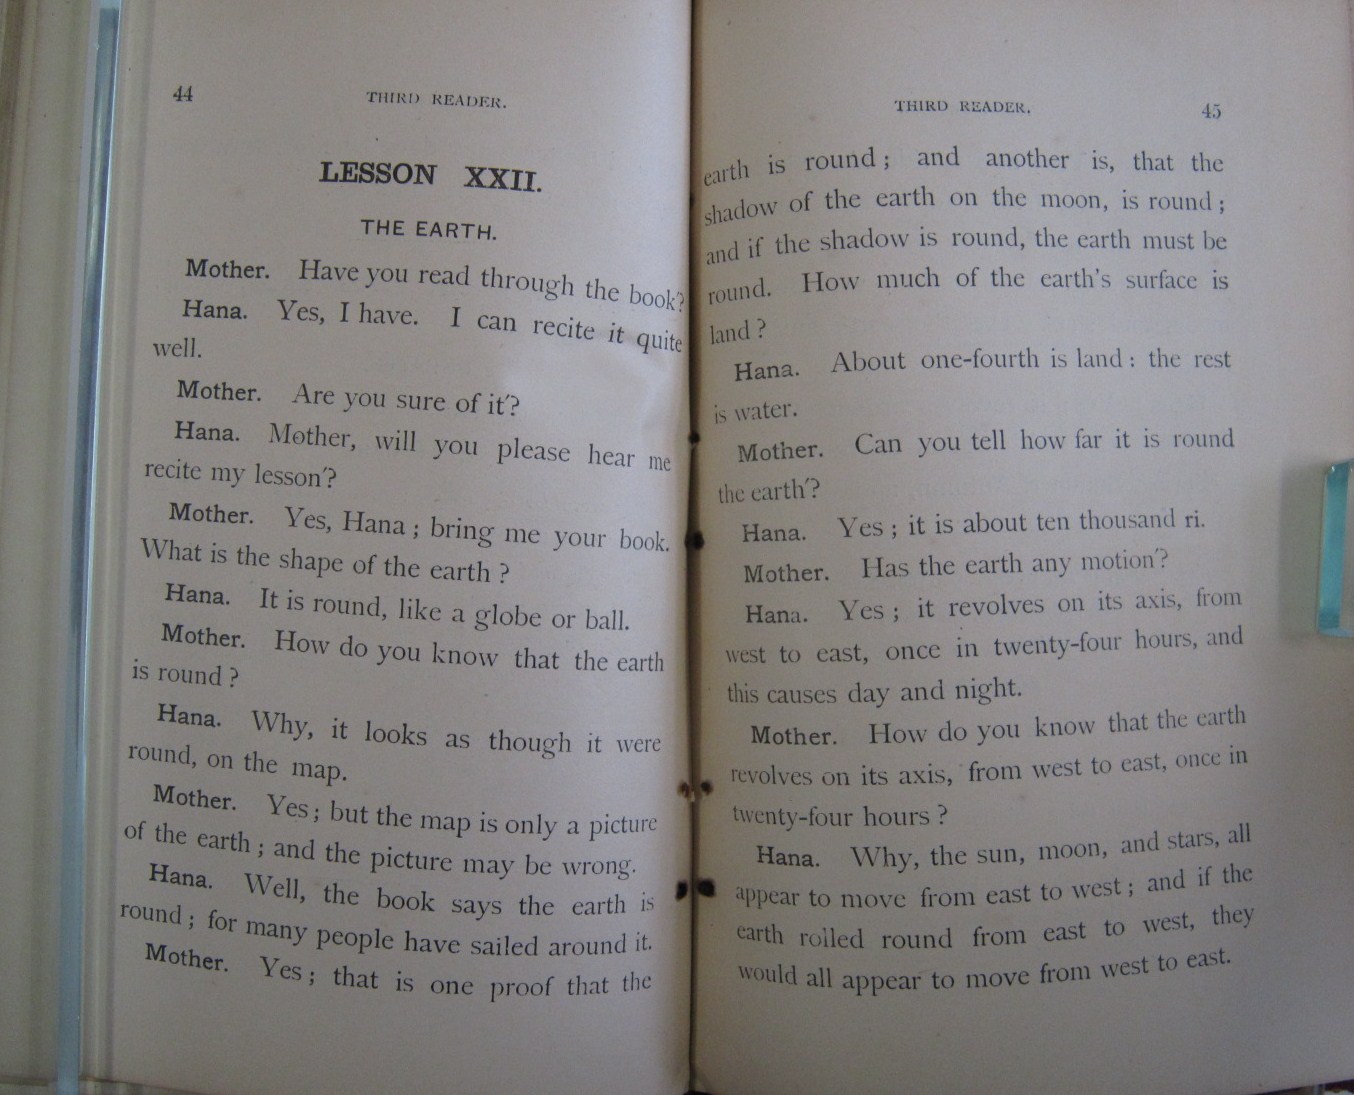 44
THIRD READER.
LESSON XXII.
THE EARTH.
Mother. Have you read through the book'?
Hana. Yes, I have. I can recite it quite
well.
Mother. Are you sure of it'?
Hana. Mother, will you please hear me
recite my lesson'?
Mother. Yes, Hana; bring me your book.
What is the shape of the earth?
Hana. It is round, like a globe or ball.
Mother. How do you know that the earth
is round?
Hana. Why, it looks as though it were
round, on the map.
Mother. Yes; but the map is only a picture
of the earth; and the picture may be wrong.
Hana. Well, the book says the earth is
round; for many people have sailed around it.
Mother. Yes; that is one proof that the
THIRD READER.
45
earth is round; and another is, that the
shadow of the earth on the moon, is round;
and if the shadow is round, the earth must be
round. How much of the earth's surface is
land?
Hana. About one-fourth is land: the rest
is water.
Mother. Can you tell how far it is round
the earth'?
Hana. Yes; it is about ten thousand ri.
Mother. Has the earth any motion'?
Hana. Yes; it revolves on its axis, from
west to east, once in twenty-four hours, and
this causes day and night.
Mother. How do you know that the earth
revolves on its axis, from west to east, once in
twenty-four hours?
Hana. Why, the sun, moon, and stars, all
appear to move from east to west; and if the
earth rolled round from east to west, they
would all appear to move from west to east.